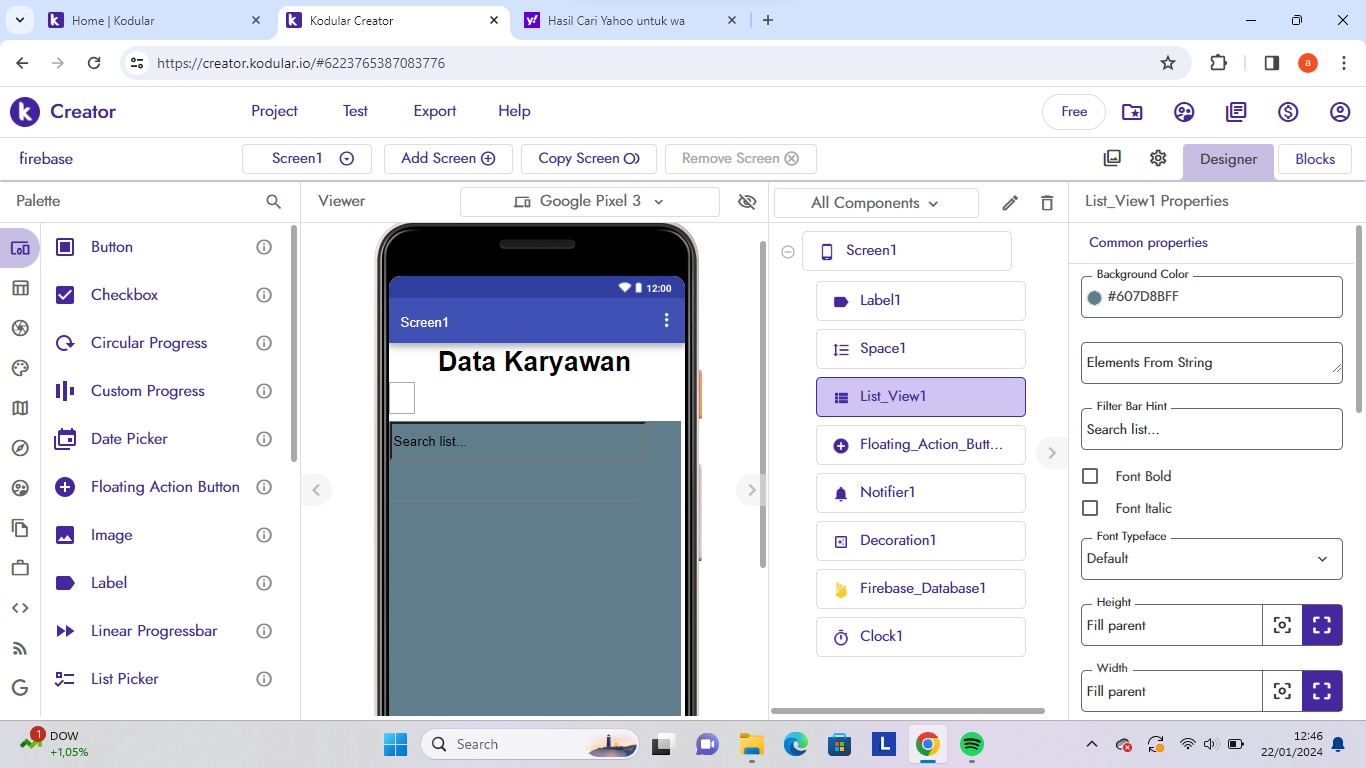 Home | Kodular
Kodular Creator
Hasil Cari Yahoo untuk wa
https://creator.kodular.io/#6223765387083776
a
Creator
Project
Test
Export
Help
Free
firebase
Screen1
Add Screen
Copy Screen
Remove Screen
Designer
Blocks
Palette
Viewer
Google Pixel 3
All Components
List_View1 Properties
Button
Checkbox
Circular Progress
Custom Progress
Date Picker
Floating Action Button
Image
Label
Linear Progressbar
List Picker
12:00
Screen1
Data Karyawan
Search list...
Screen1
Label1
Space1
List_View1
Floating_Action_Butt...
Notifier1
Decoration1
Firebase_Database1
Clock1
Common properties
Background Color
#607D8BFF
Elements From String
Filter Bar Hint
Search list...
Font Bold
Font Italic
Font Typeface
Default
Height
Fill parent
Width
Fill parent
1
DOW
+1,05%
Search
L
12:46
22/01/2024